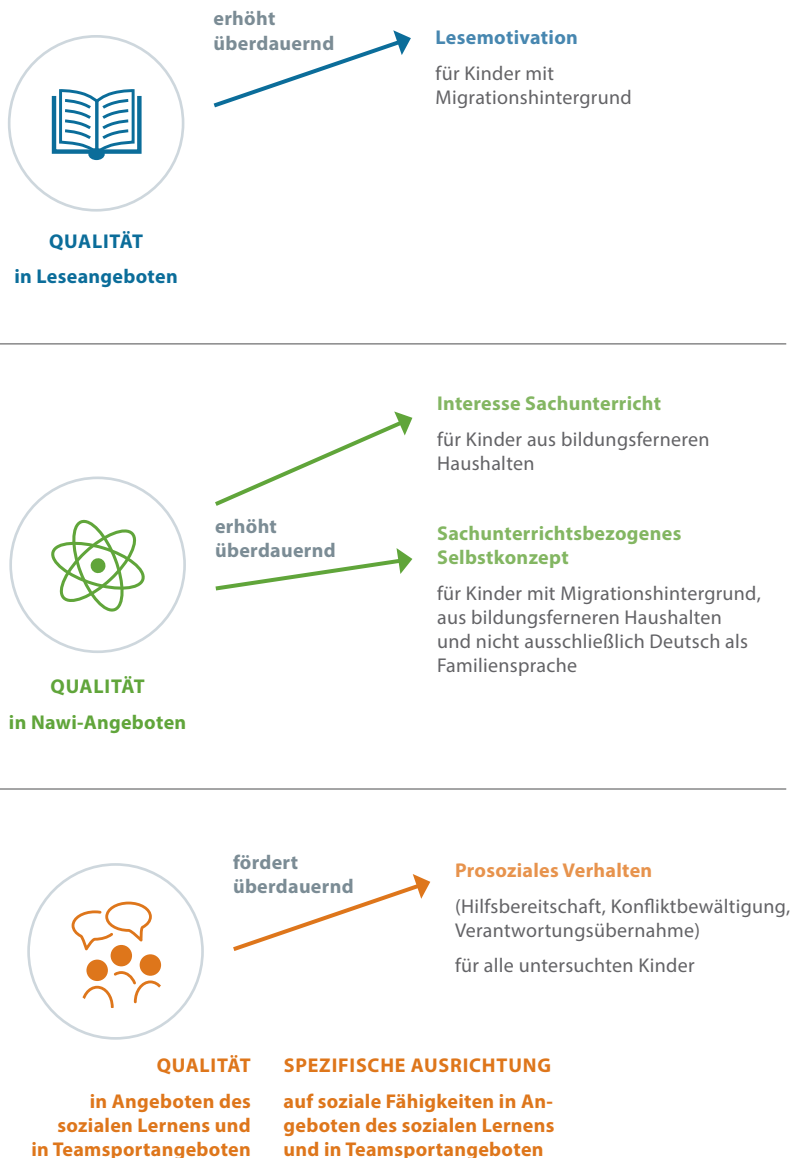 erhöht
überdauernd
Lesemotivation
für Kinder mit
Migrationshintergrund
QUALITÄT
in Leseangeboten
Interesse Sachunterricht
für Kinder aus bildungsferneren
Haushalten
erhöht
überdauernd
Sachunterrichtsbezogenes
Selbstkonzept
für Kinder mit Migrationshintergrund,
aus bildungsferneren Haushalten
und nicht ausschließlich Deutsch als
Familiensprache
QUALITÄT
in Nawi-Angeboten
fördert
überdauernd
Prosoziales Verhalten
(Hilfsbereitschaft, Konfliktbewältigung,
Verantwortungsübernahme)
für alle untersuchten Kinder
QUALITÄT
in Angeboten des
sozialen Lernens und
in Teamsportangeboten
SPEZIFISCHE AUSRICHTUNG
auf soziale Fähigkeiten in An-
geboten des sozialen Lernens
und in Teamsportangeboten